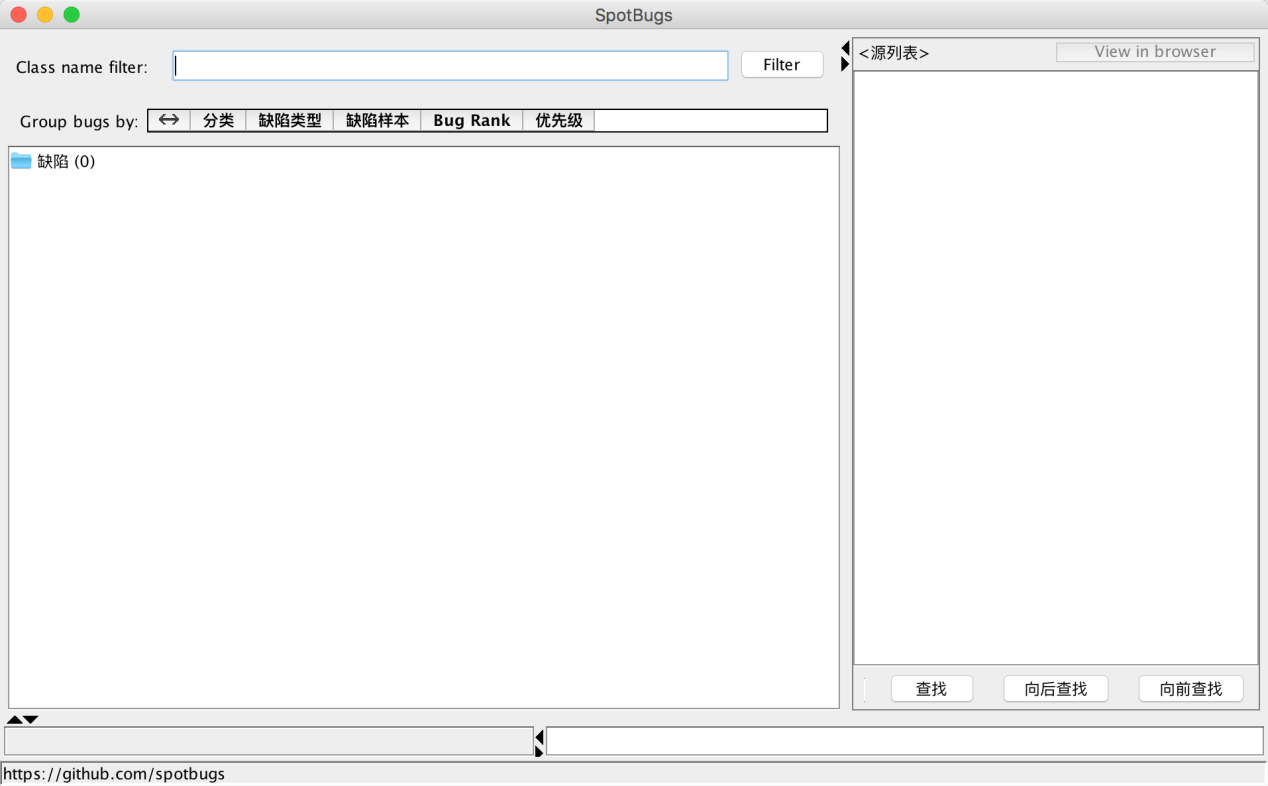 SpotBugs
Class name filter:
Filter
Group bugs by: ↔ 分类 缺陷类型 缺陷样本 Bug Rank 优先级
缺陷 (0)
<源列表>
View in browser
查找
向后查找
向前查找
https://github.com/spotbugs